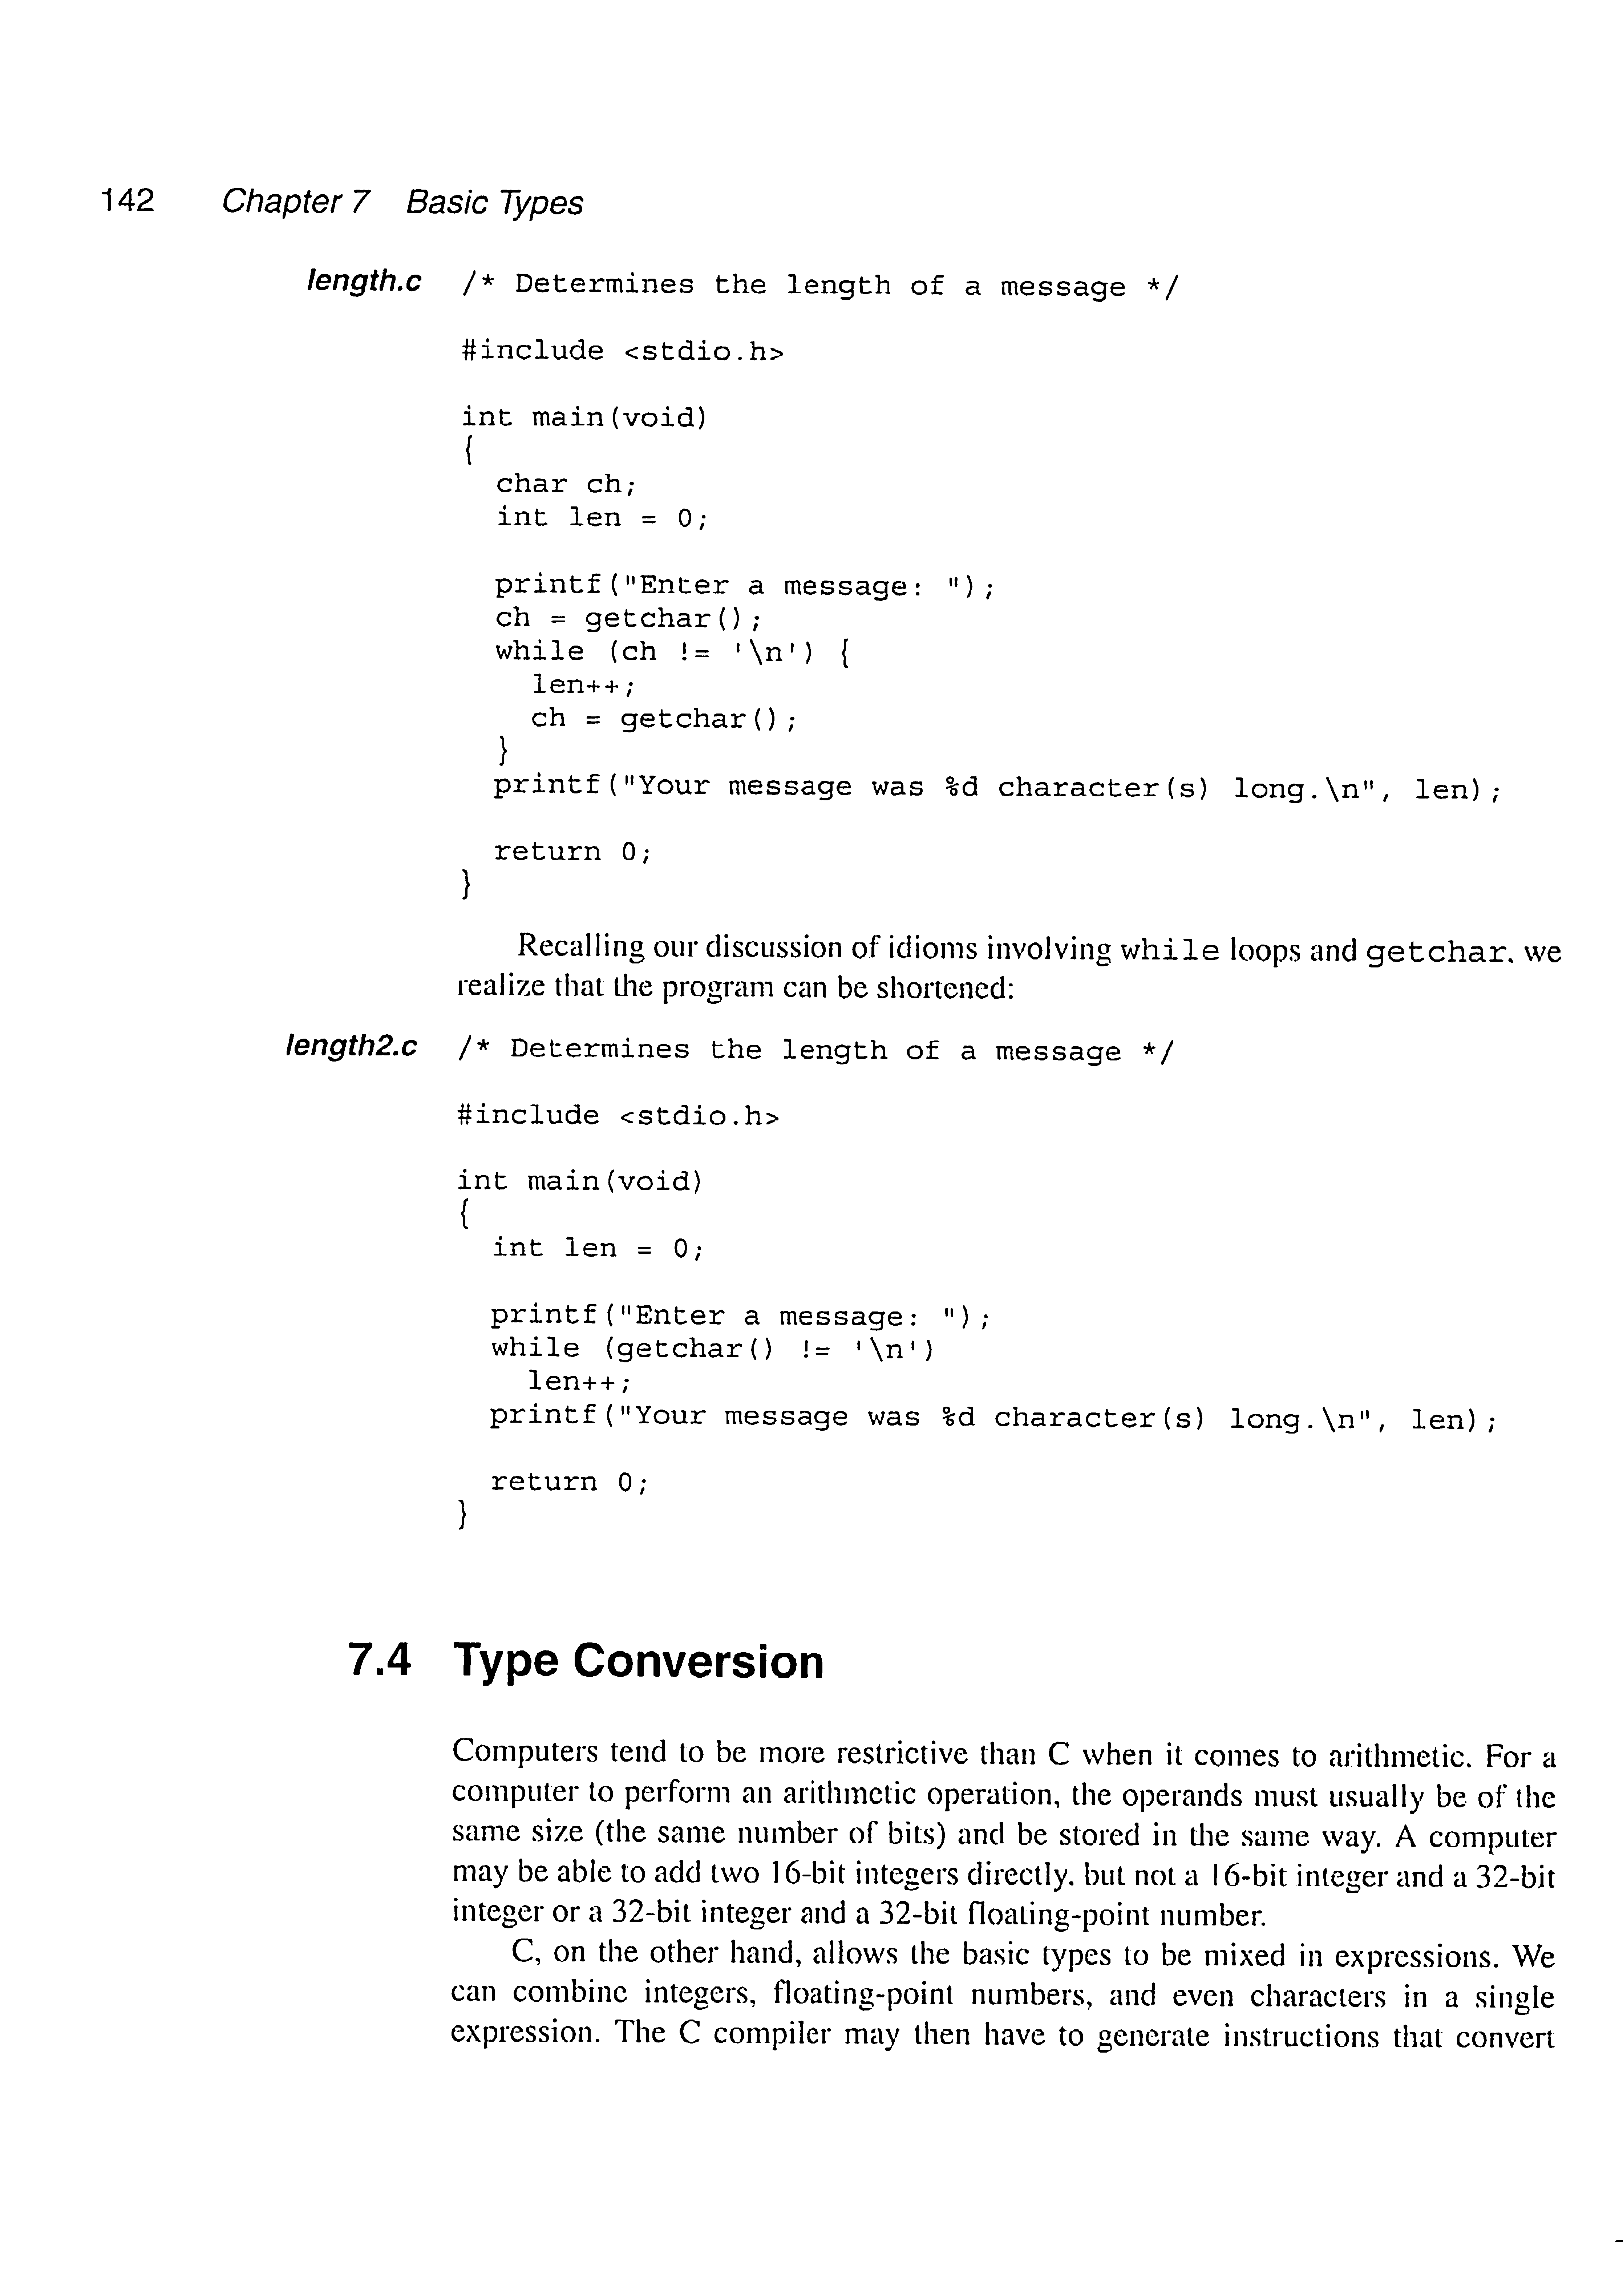 142 Chapter 7 Basic Types
length.c /* Determines the length of a message */
#include <stdio.h>
int main(void)
{
char ch;
int len = 0;
printf("Enter a message: ");
ch = getchar();
while (ch != '\n') {
len++;
ch = getchar();
}
printf("Your message was %d character(s) long.\n", len);
return 0;
}
Recalling our discussion of idioms involving while loops and getchar, we
realize that the program can be shortened:
length2.c /* Determines the length of a message */
#include <stdio.h>
int main(void)
{
int len = 0;
printf("Enter a message: ");
while (getchar() != '\n')
len++;
printf("Your message was %d character(s) long.\n", len);
return 0;
}
7.4 Type Conversion
Computers tend to be more restrictive than C when it comes to arithmetic. For a
computer to perform an arithmetic operation, the operands must usually be of the
same size (the same number of bits) and be stored in the same way. A computer
may be able to add two 16-bit integers directly, but not a 16-bit integer and a 32-bit
integer or a 32-bit integer and a 32-bit floating-point number.
C, on the other hand, allows the basic types to be mixed in expressions. We
can combine integers, floating-point numbers, and even characters in a single
expression. The C compiler may then have to generate instructions that convert